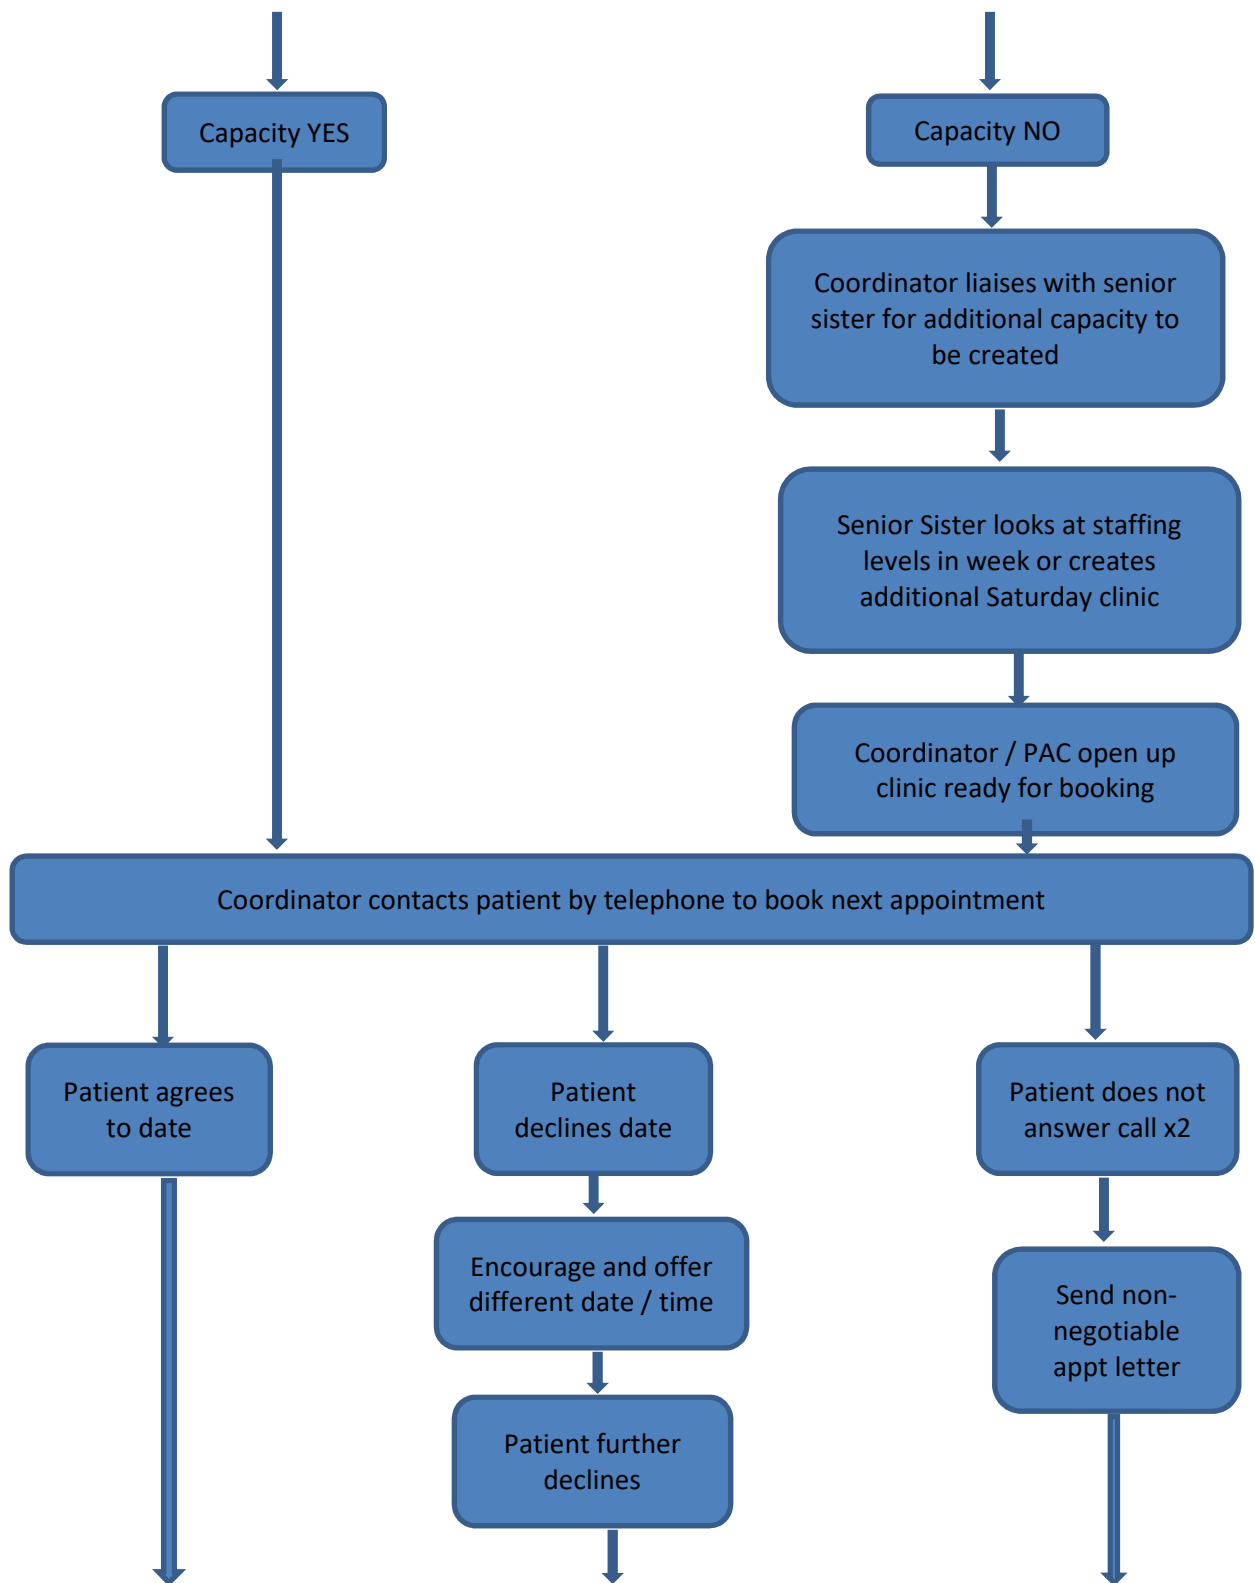 Capacity YES
Capacity NO
Coordinator liaises with senior
sister for additional capacity to
be created
Senior Sister looks at staffing
levels in week or creates
additional Saturday clinic
Coordinator / PAC open up
clinic ready for booking
Coordinator contacts patient by telephone to book next appointment
Patient agrees
to date
Patient
declines date
Patient does not
answer call x2
Encourage and offer
different date / time
Send non-
negotiable
appt letter
Patient further
declines